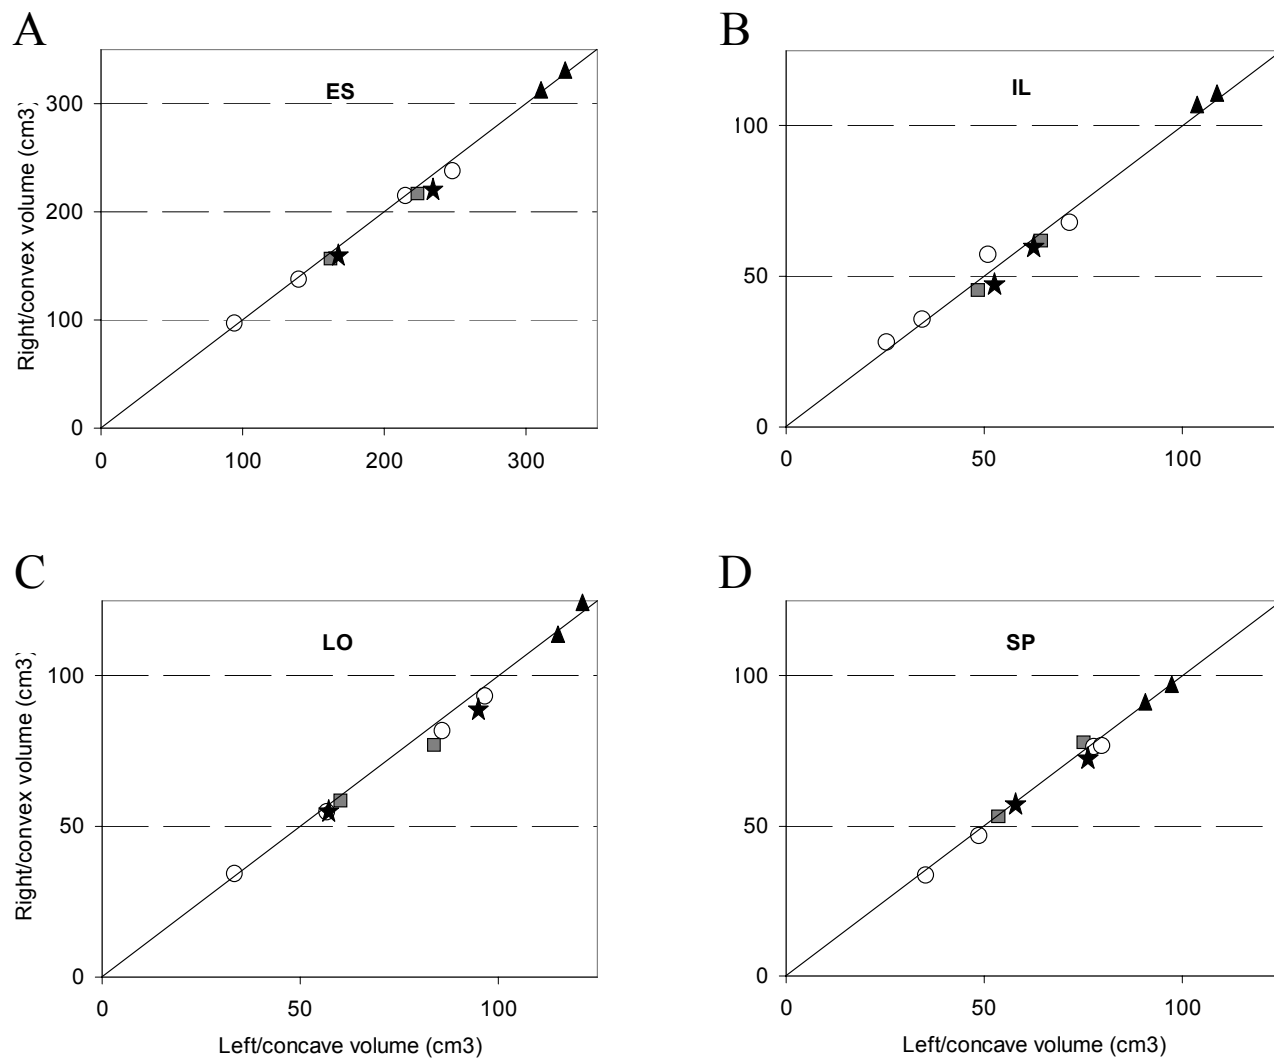 A
ES
Right/convex volume (cm3)
300
200
100
0
0 100 200 300
B
IL
100
50
0
0 50 100
C
LO
Right/convex volume (cm3)
100
50
0
0 50 100
Left/concave volume (cm3)
D
SP
100
50
0
0 50 100
Left/concave volume (cm3)